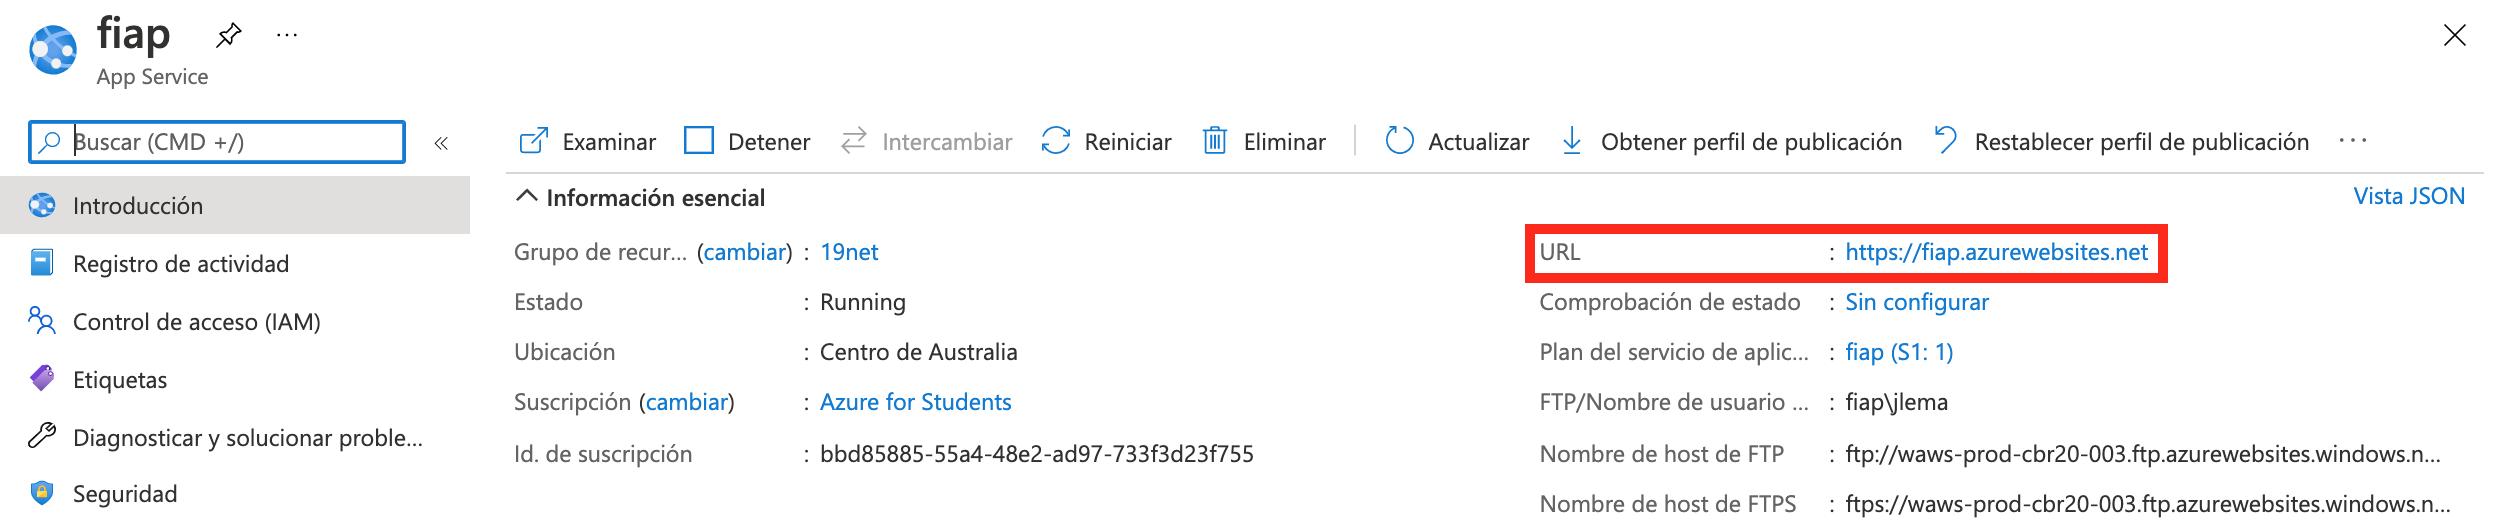 fiap
App Service
Buscar (CMD +/)
«
Introducción
Registro de actividad
Control de acceso (IAM)
Etiquetas
Diagnosticar y solucionar proble...
Seguridad
Examinar Detener Intercambiar Reiniciar Eliminar Actualizar Obtener perfil de publicación Restablecer perfil de publicación ...
Información esencial
Vista JSON
Grupo de recur... (cambiar) : 19net
Estado : Running
Ubicación : Centro de Australia
Suscripción (cambiar) : Azure for Students
Id. de suscripción : bbd85885-55a4-48e2-ad97-733f3d23f755
URL : https://fiap.azurewebsites.net
Comprobación de estado : Sin configurar
Plan del servicio de aplic... : fiap (S1: 1)
FTP/Nombre de usuario ... : fiap\jlema
Nombre de host de FTP : ftp://waws-prod-cbr20-003.ftp.azurewebsites.windows.n...
Nombre de host de FTPS : ftps://waws-prod-cbr20-003.ftp.azurewebsites.windows.n...